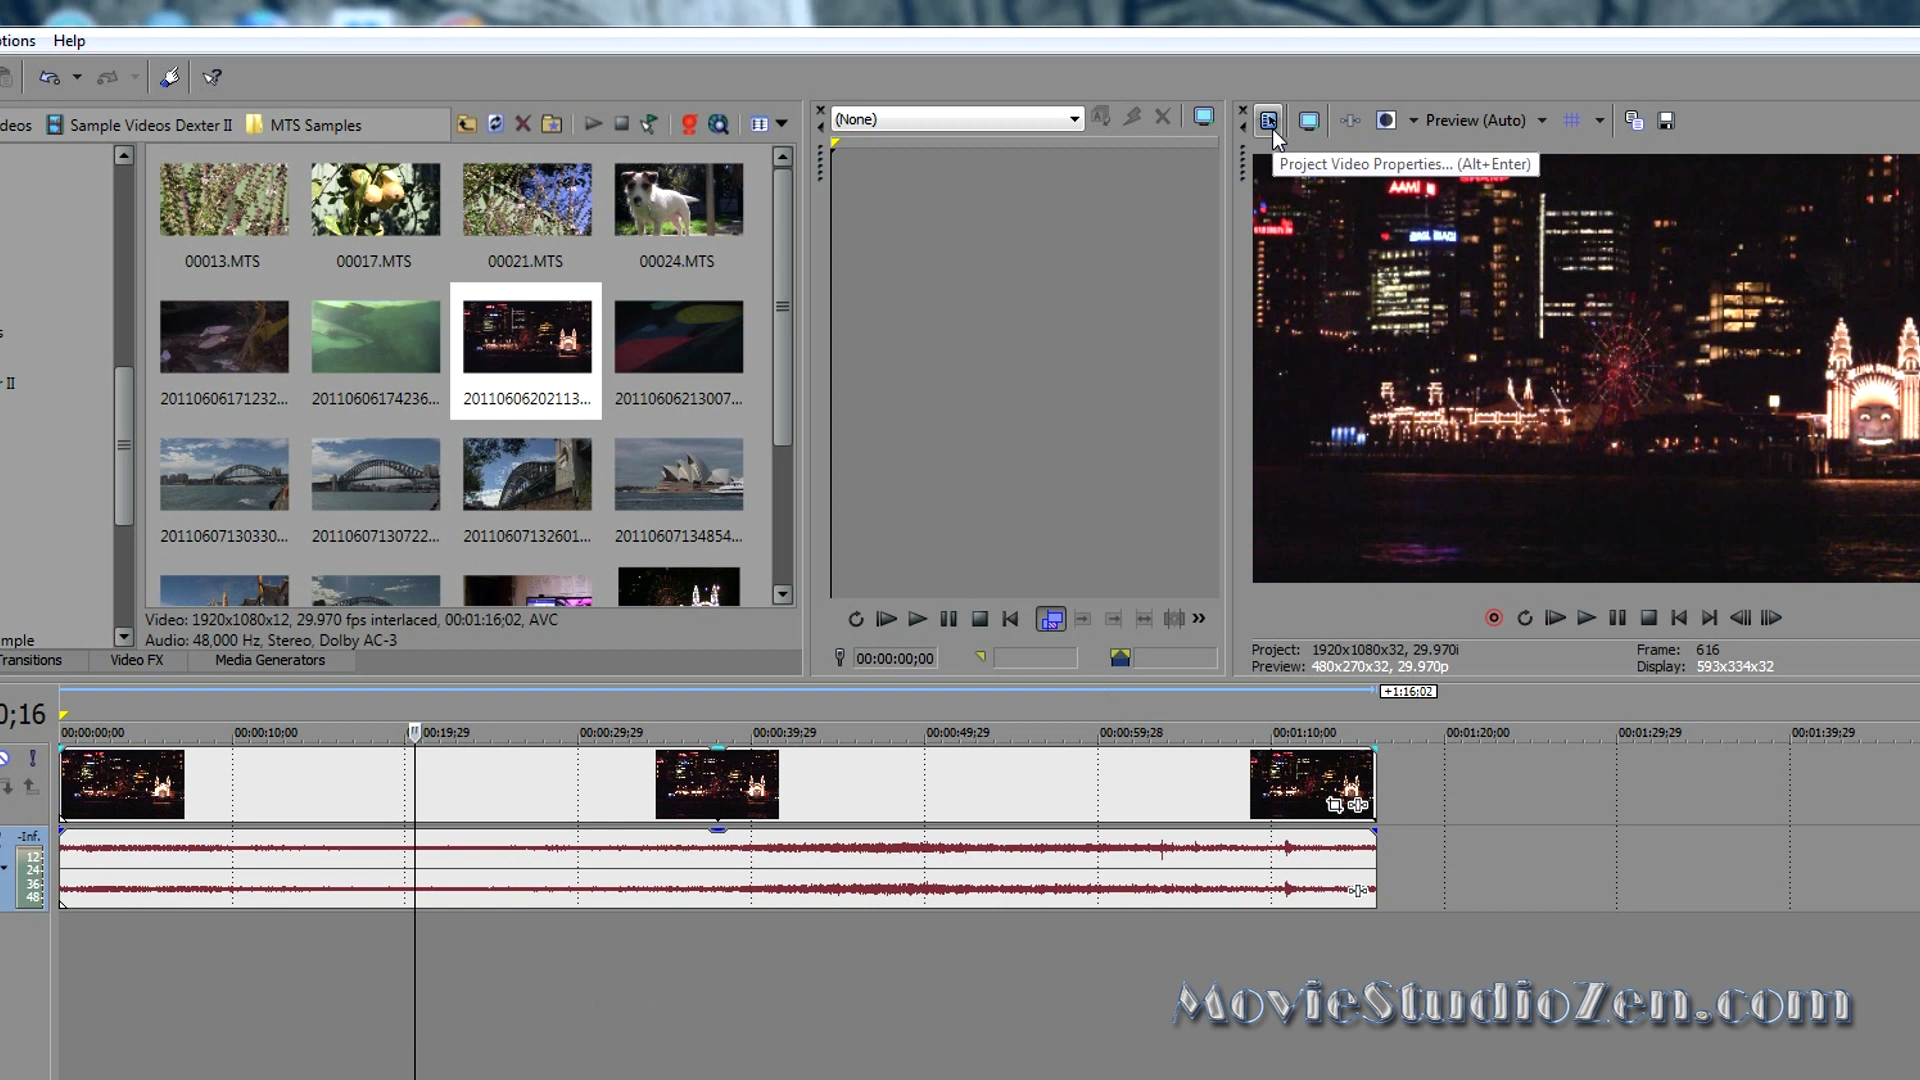 ptions Help
deos Sample Videos Dexter II MTS Samples
(None)
Preview (Auto)
Project Video Properties... (Alt+Enter)
AAMI
00013.MTS 00017.MTS 00021.MTS 00024.MTS
r II
20110606171232... 20110606174236... 20110606202113... 20110606213007...
20110607130330... 20110607130722... 20110607132601... 20110607134854...
Video: 1920x1080x12, 29.970 fps interlaced, 00:01:16;02, AVC
Audio: 48,000 Hz, Stereo, Dolby AC-3
mple
Transitions Video FX Media Generators
00:00:00;00
Project: 1920x1080x32, 29.970i Frame: 616
Preview: 480x270x32, 29.970p Display: 593x334x32
+1:16;02
0;16
00:00:00;00 00:00:10;00 00:00:19;29 00:00:29;29 00:00:39;29 00:00:49;29 00:00:59;28 00:01:10;00 00:01:20;00 00:01:29;29 00:01:39;29
-Inf.
12
24
36
48
MovieStudioZen.com